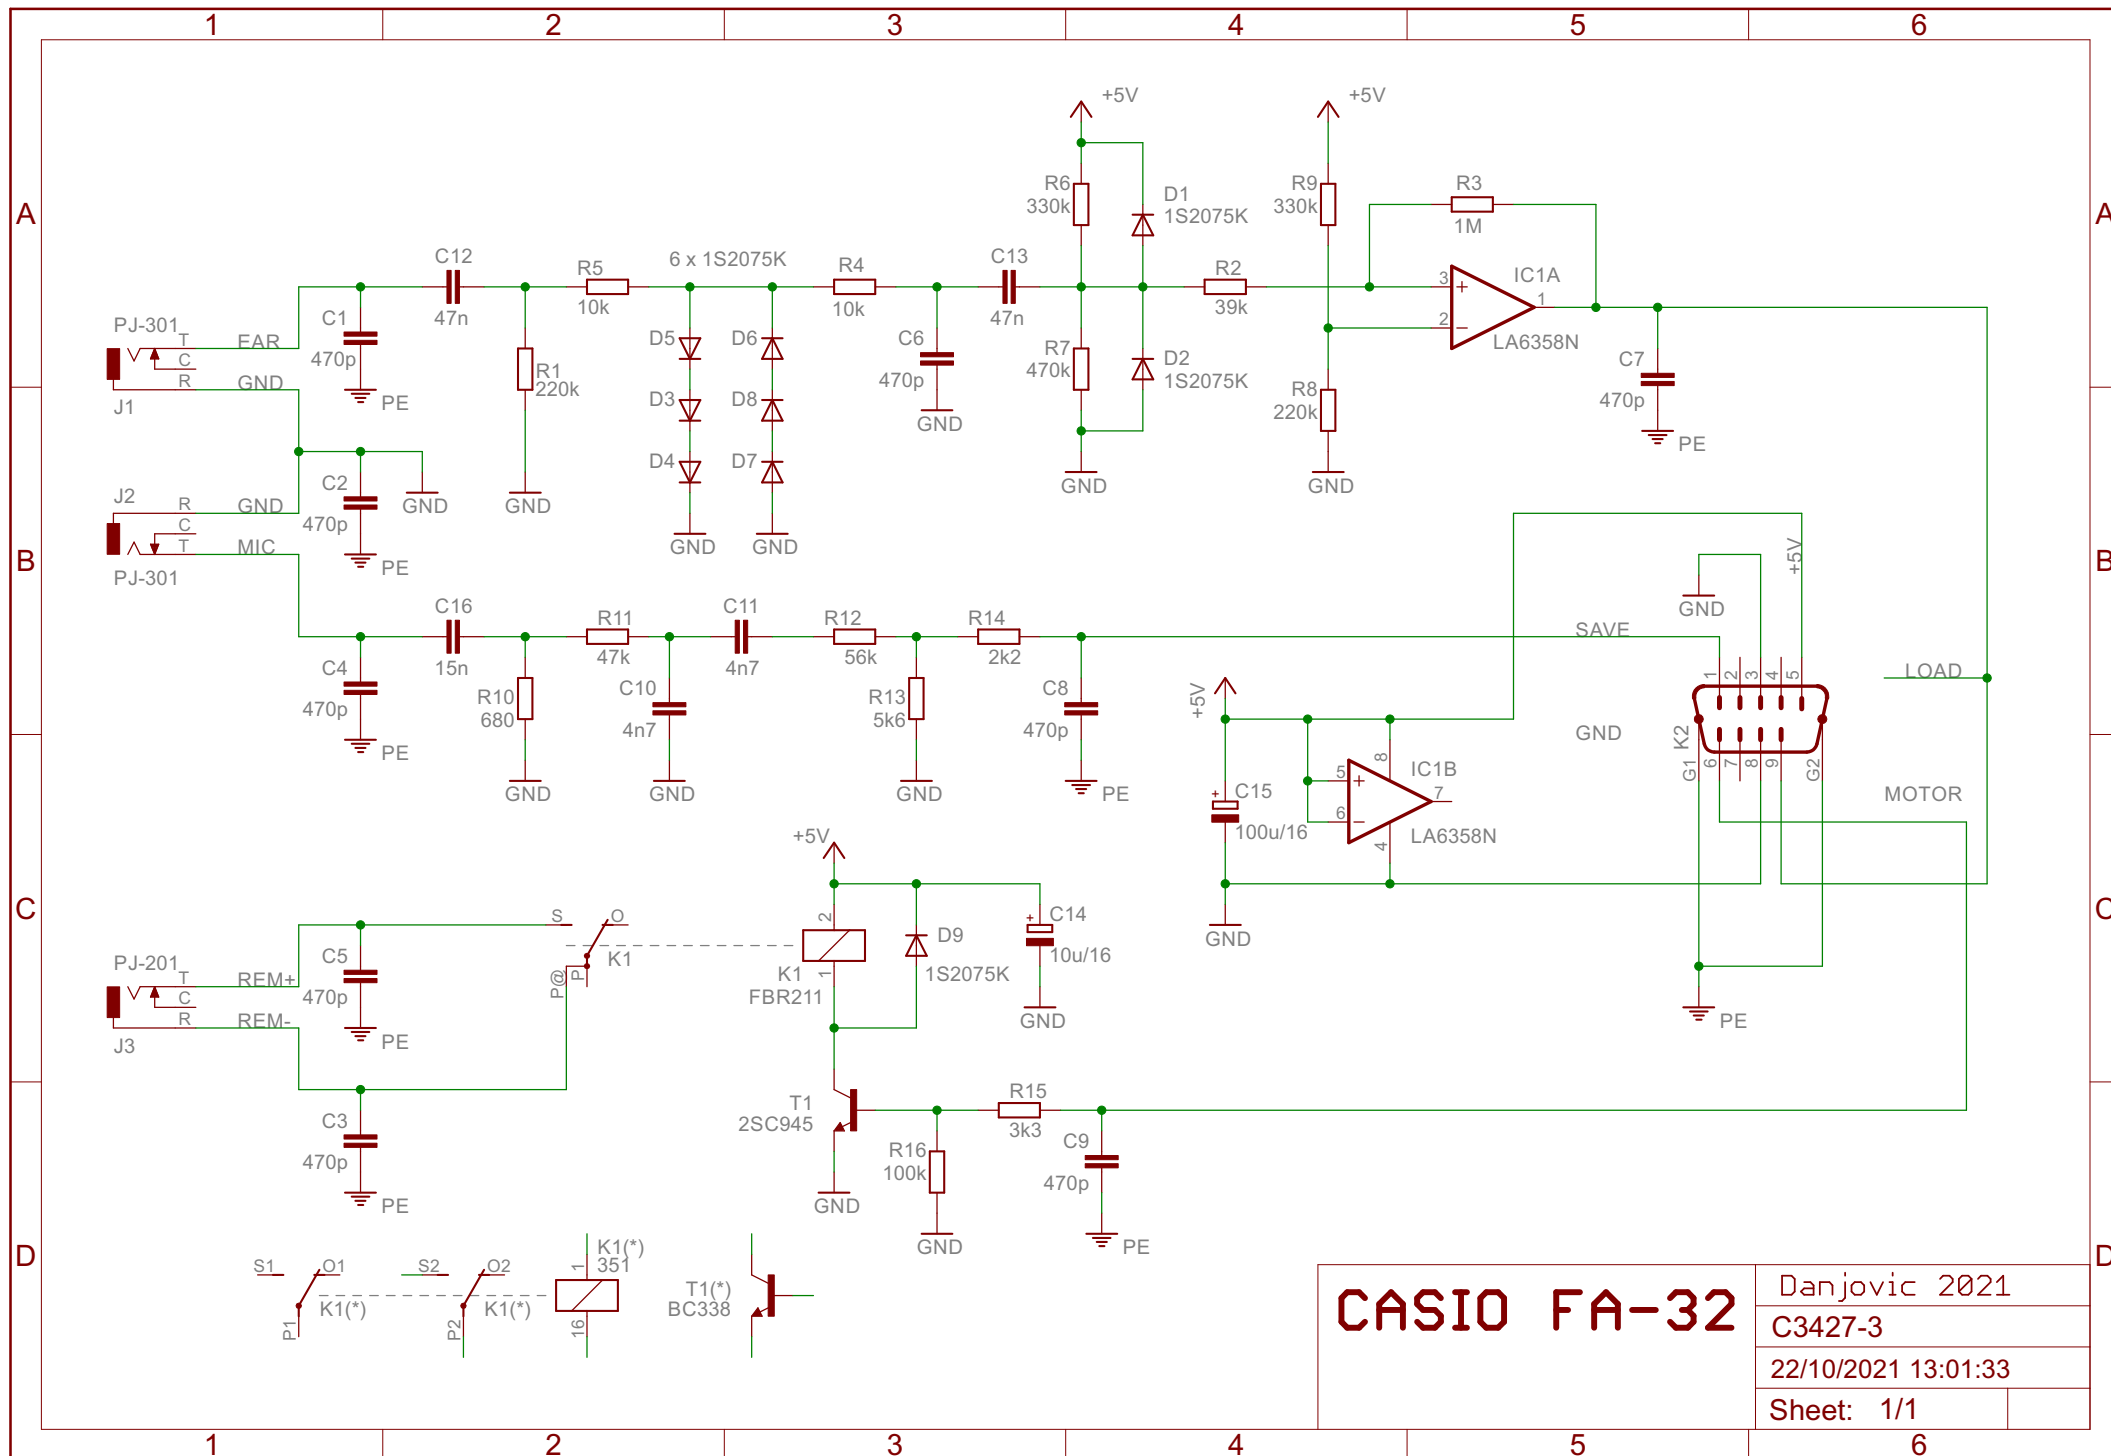 1 2 3 4 5 6
A A
B B
C C
D D
+5V
+5V
R6
330k
D1
1S2075K
R9
330k
R3
1M
C12
47n
R5
10k
6 x 1S2075K
R4
10k
C13
47n
R2
39k
3
+
2
−
1
IC1A
LA6358N
PJ-301
T
C
R
EAR
GND
J1
C1
470p
PE
R1
220k
GND
D5
D3
D4
GND
D6
D8
D7
GND
C6
470p
GND
R7
470k
D2
1S2075K
GND
R8
220k
GND
C7
470p
PE
J2
R
C
T
GND
MIC
PJ-301
C2
470p
PE
GND
C16
15n
R11
47k
C11
4n7
R12
56k
R14
2k2
SAVE
GND
+5V
C4
470p
PE
R10
680
GND
C10
4n7
GND
R13
5k6
GND
C8
470p
PE
+5V
+
C15
100u/16
GND
5
+
6
−
8
4
7
IC1B
LA6358N
1 2 3 4 5
K2
G1 6 7 8 9 G2
GND
LOAD
MOTOR
PE
PJ-201
T
C
R
REM+
REM-
J3
C5
470p
PE
C3
470p
PE
S
O
P@
P
K1
+5V
2
1
K1
FBR211
D9
1S2075K
+
C14
10u/16
GND
T1
2SC945
GND
R16
100k
GND
R15
3k3
C9
470p
PE
S1
O1
P1
K1(*)
S2
O2
P2
K1(*)
K1(*)
351
1
16
T1(*)
BC338
CASIO FA-32
Danjovic 2021
C3427-3
22/10/2021 13:01:33
Sheet: 1/1
1 2 3 4 5 6